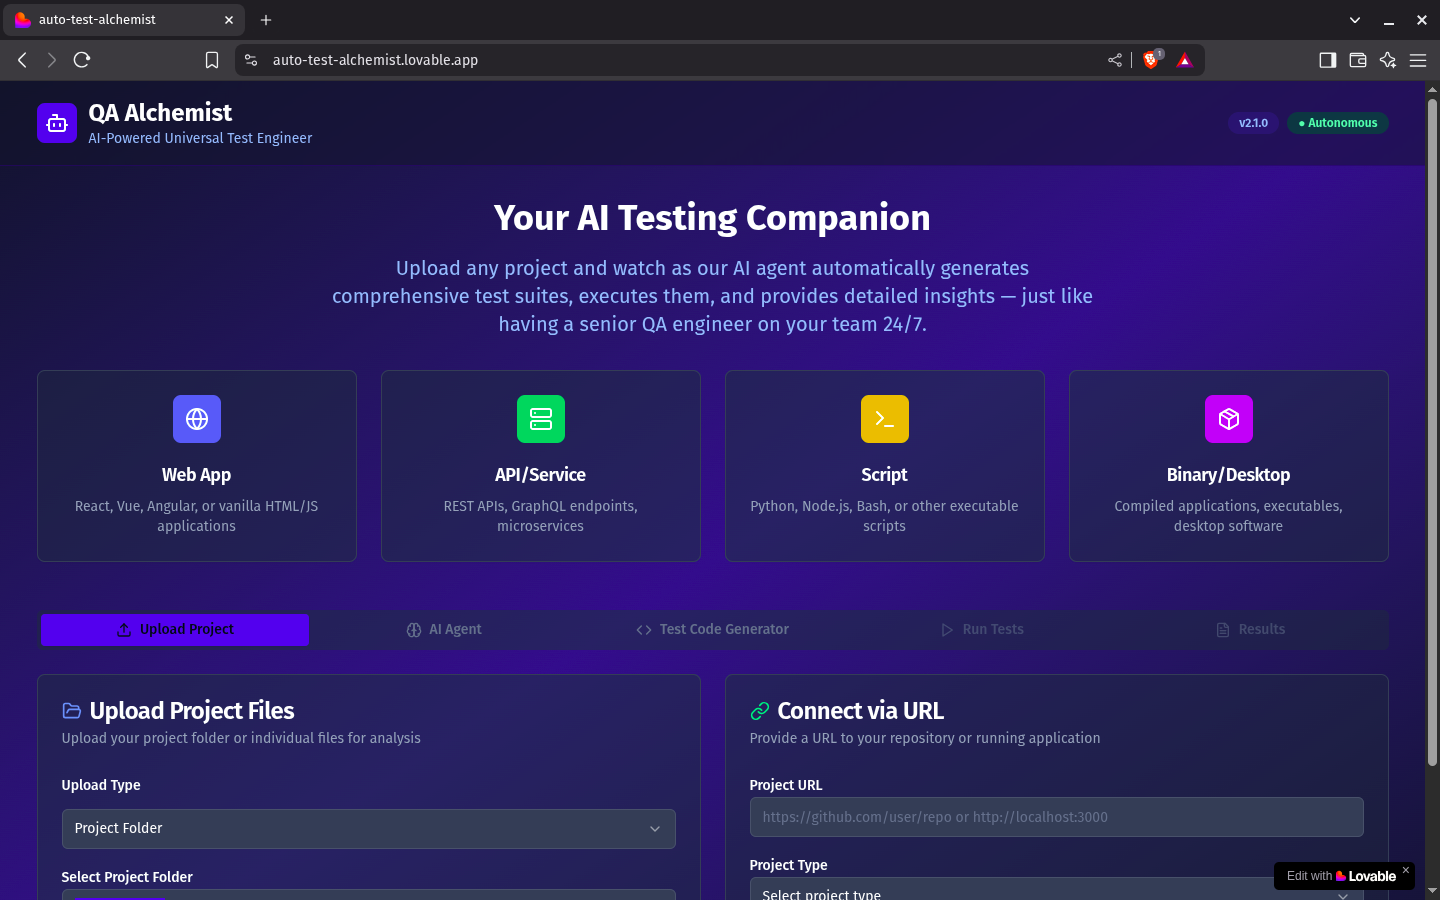 auto-test-alchemist
auto-test-alchemist.lovable.app
1
QA Alchemist
AI-Powered Universal Test Engineer
v2.1.0
● Autonomous
Your AI Testing Companion
Upload any project and watch as our AI agent automatically generates
comprehensive test suites, executes them, and provides detailed insights — just like
having a senior QA engineer on your team 24/7.
Web App
React, Vue, Angular, or vanilla HTML/JS
applications
API/Service
REST APIs, GraphQL endpoints,
microservices
Script
Python, Node.js, Bash, or other executable
scripts
Binary/Desktop
Compiled applications, executables,
desktop software
Upload Project
AI Agent
Test Code Generator
Run Tests
Results
Upload Project Files
Upload your project folder or individual files for analysis
Upload Type
Project Folder
Select Project Folder
Connect via URL
Provide a URL to your repository or running application
Project URL
https://github.com/user/repo or http://localhost:3000
Project Type
Select project type
Edit with Lovable